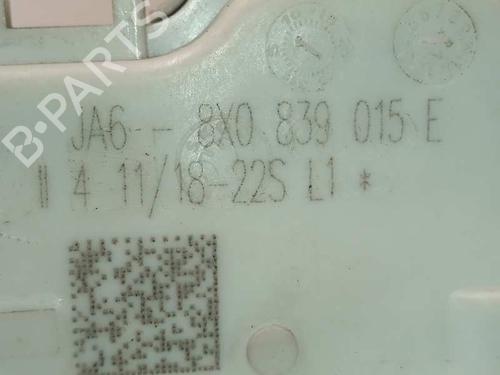 B-PARTS
JA6-- 8X0 839 015 E
|| 4 11/18-22S L1 *